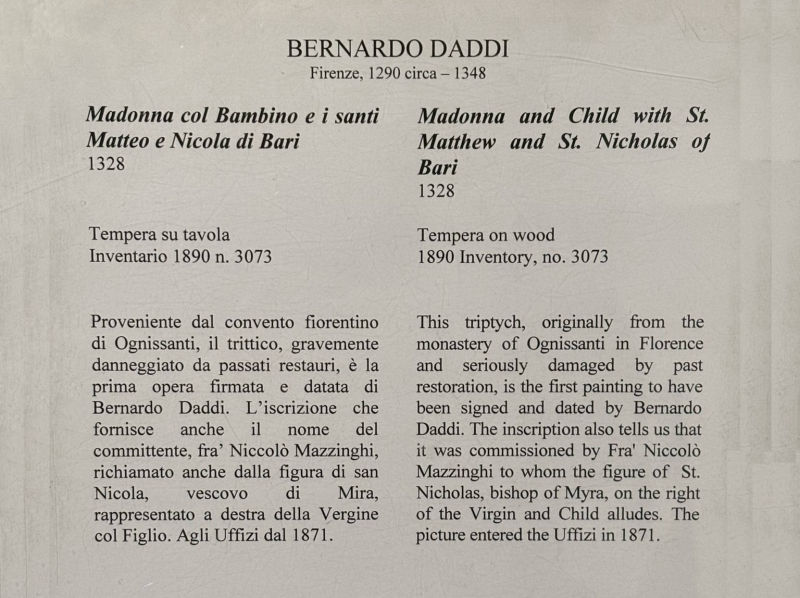 BERNARDO DADDI
Firenze, 1290 circa – 1348
Madonna col Bambino e i santi
Matteo e Nicola di Bari
1328
Tempera su tavola
Inventario 1890 n. 3073
Proveniente dal convento fiorentino
di Ognissanti, il trittico, gravemente
danneggiato da passati restauri, è la
prima opera firmata e datata di
Bernardo Daddi. L’iscrizione che
fornisce anche il nome del
committente, fra’ Niccolò Mazzinghi,
richiamato anche dalla figura di san
Nicola, vescovo di Mira,
rappresentato a destra della Vergine
col Figlio. Agli Uffizi dal 1871.
Madonna and Child with St.
Matthew and St. Nicholas of
Bari
1328
Tempera on wood
1890 Inventory, no. 3073
This triptych, originally from the
monastery of Ognissanti in Florence
and seriously damaged by past
restoration, is the first painting to have
been signed and dated by Bernardo
Daddi. The inscription also tells us that
it was commissioned by Fra' Niccolò
Mazzinghi to whom the figure of St.
Nicholas, bishop of Myra, on the right
of the Virgin and Child alludes. The
picture entered the Uffizi in 1871.